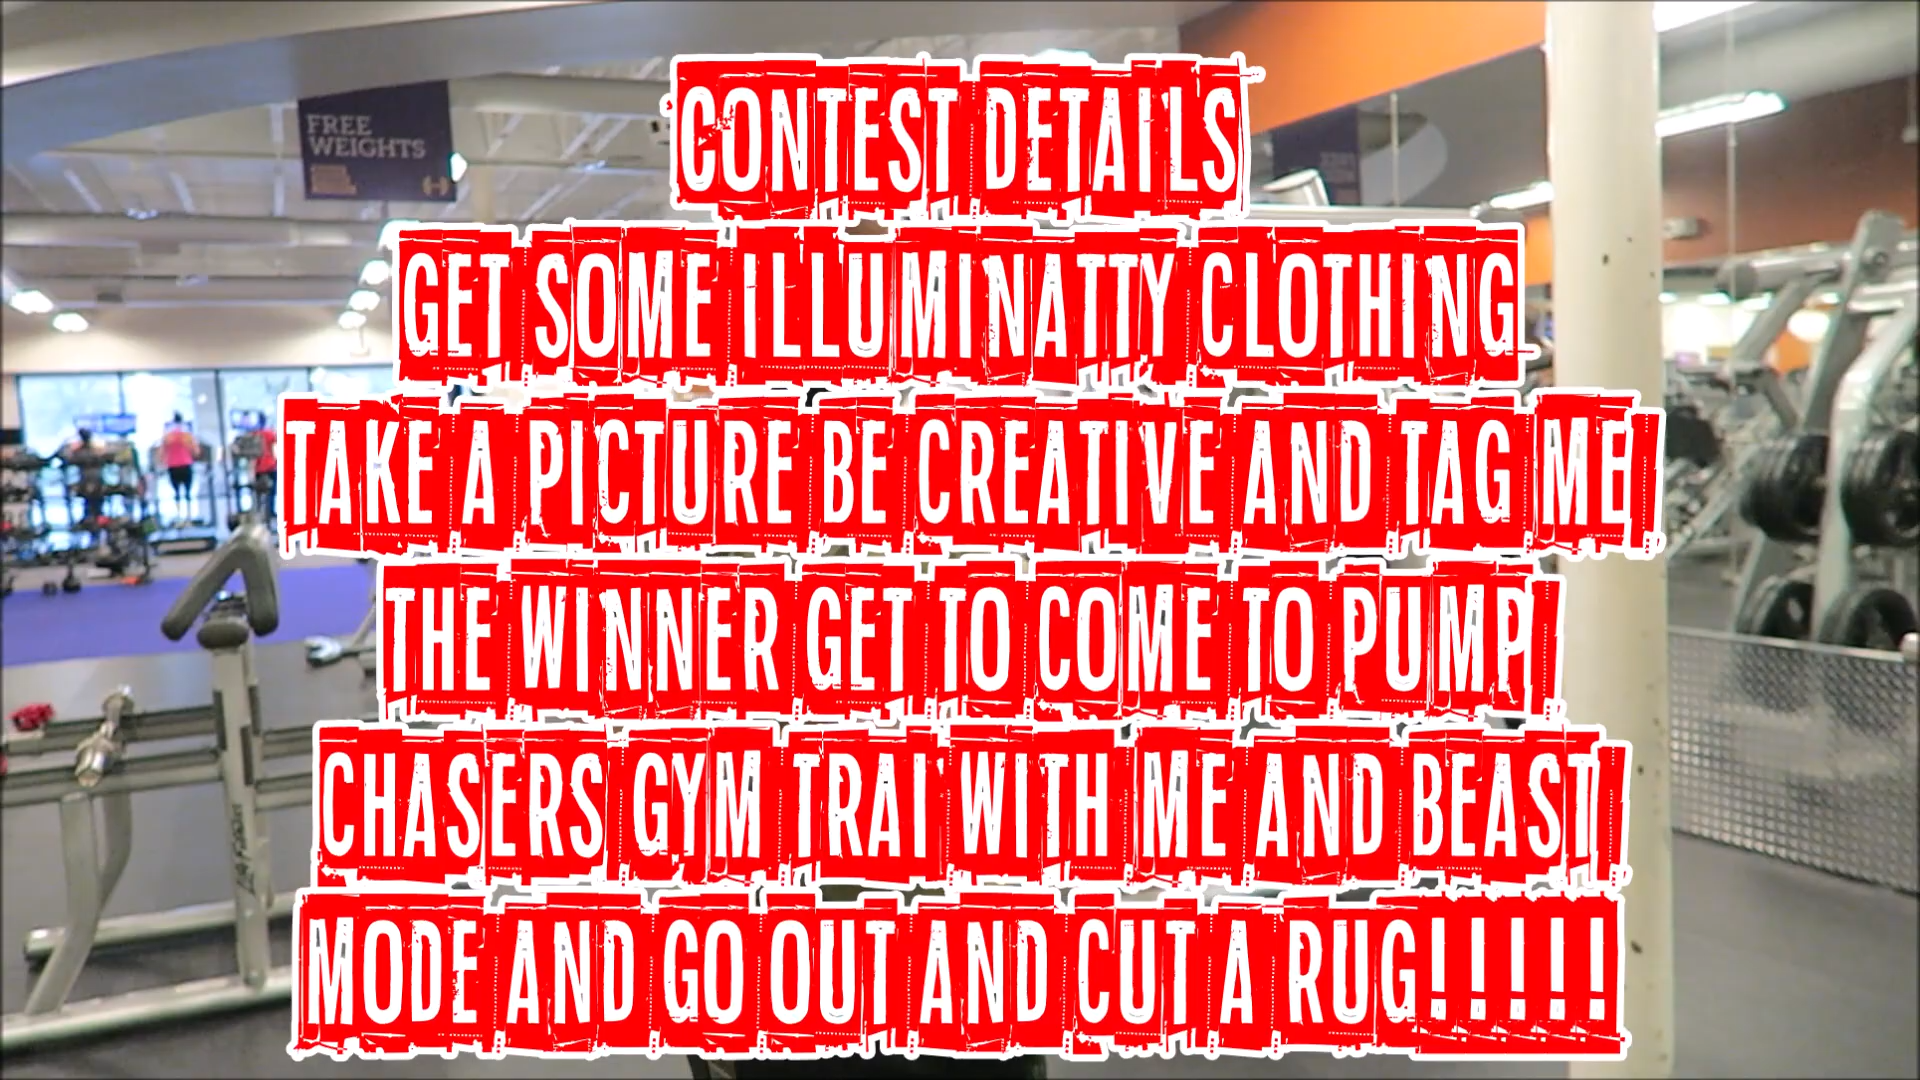 FREE
WEIGHTS
CONTEST DETAILS
GET SOME ILLUMINATTY CLOTHING
TAKE A PICTURE BE CREATIVE AND TAG ME
THE WINNER GET TO COME TO PUMP
CHASERS GYM TRAI WITH ME AND BEAST
MODE AND GO OUT AND CUT A RUG!!!!!